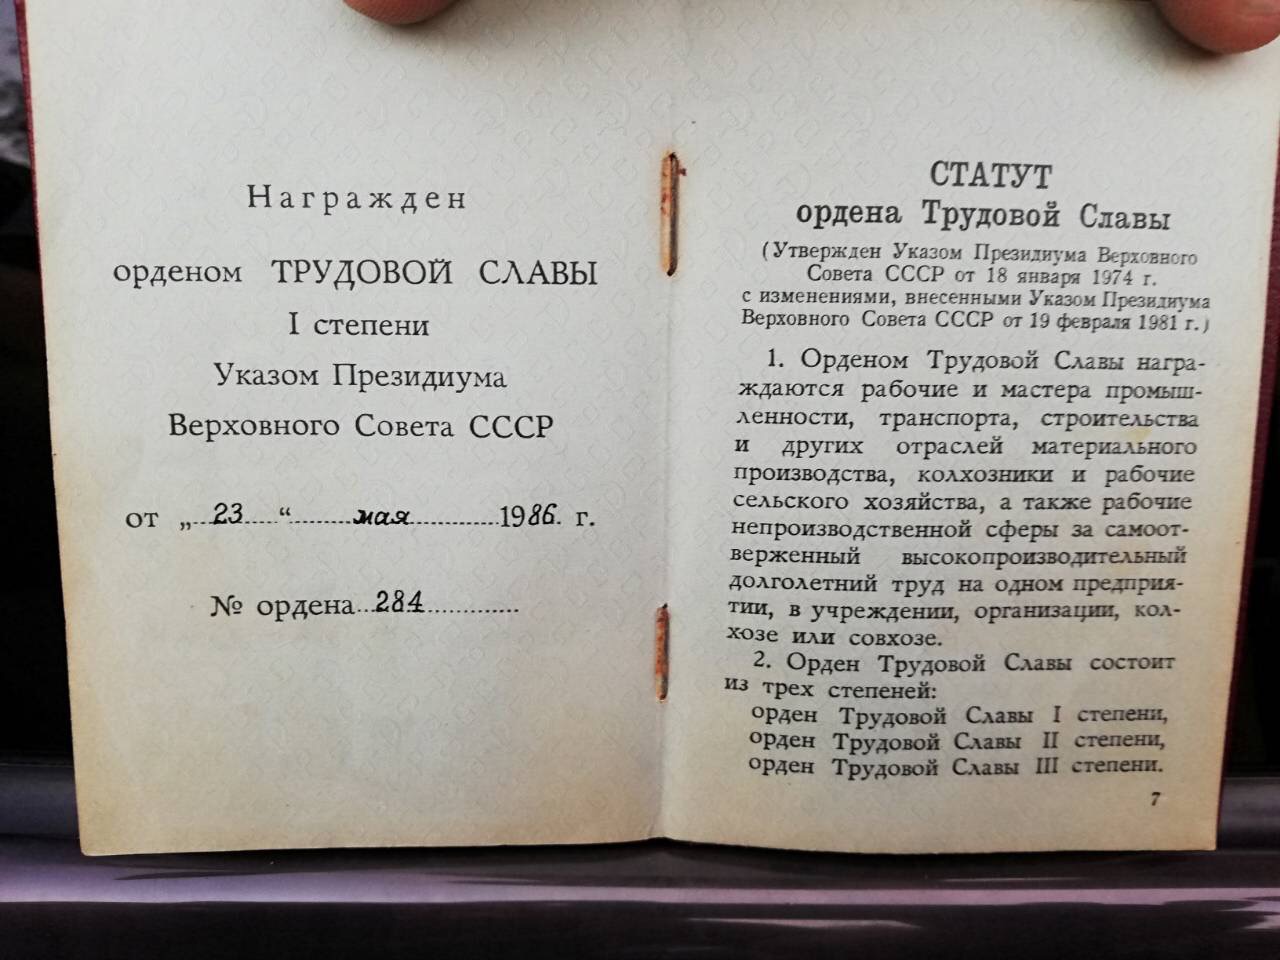 Награжден
орденом ТРУДОВОЙ СЛАВЫ
I степени
Указом Президиума
Верховного Совета СССР
от „ 23 “ мая 1986. г.
№ ордена 284
СТАТУТ
ордена Трудовой Славы
(Утвержден Указом Президиума Верховного
Совета СССР от 18 января 1974 г.
с изменениями, внесенными Указом Президиума
Верховного Совета СССР от 19 февраля 1981 г.)
1. Орденом Трудовой Славы награ-
ждаются рабочие и мастера промыш-
ленности, транспорта, строительства
и других отраслей материального
производства, колхозники и рабочие
сельского хозяйства, а также рабочие
непроизводственной сферы за самоот-
верженный высокопроизводительный
долголетний труд на одном предприя-
тии, в учреждении, организации, кол-
хозе или совхозе.
2. Орден Трудовой Славы состоит
из трех степеней:
орден Трудовой Славы I степени,
орден Трудовой Славы II степени,
орден Трудовой Славы III степени.
7